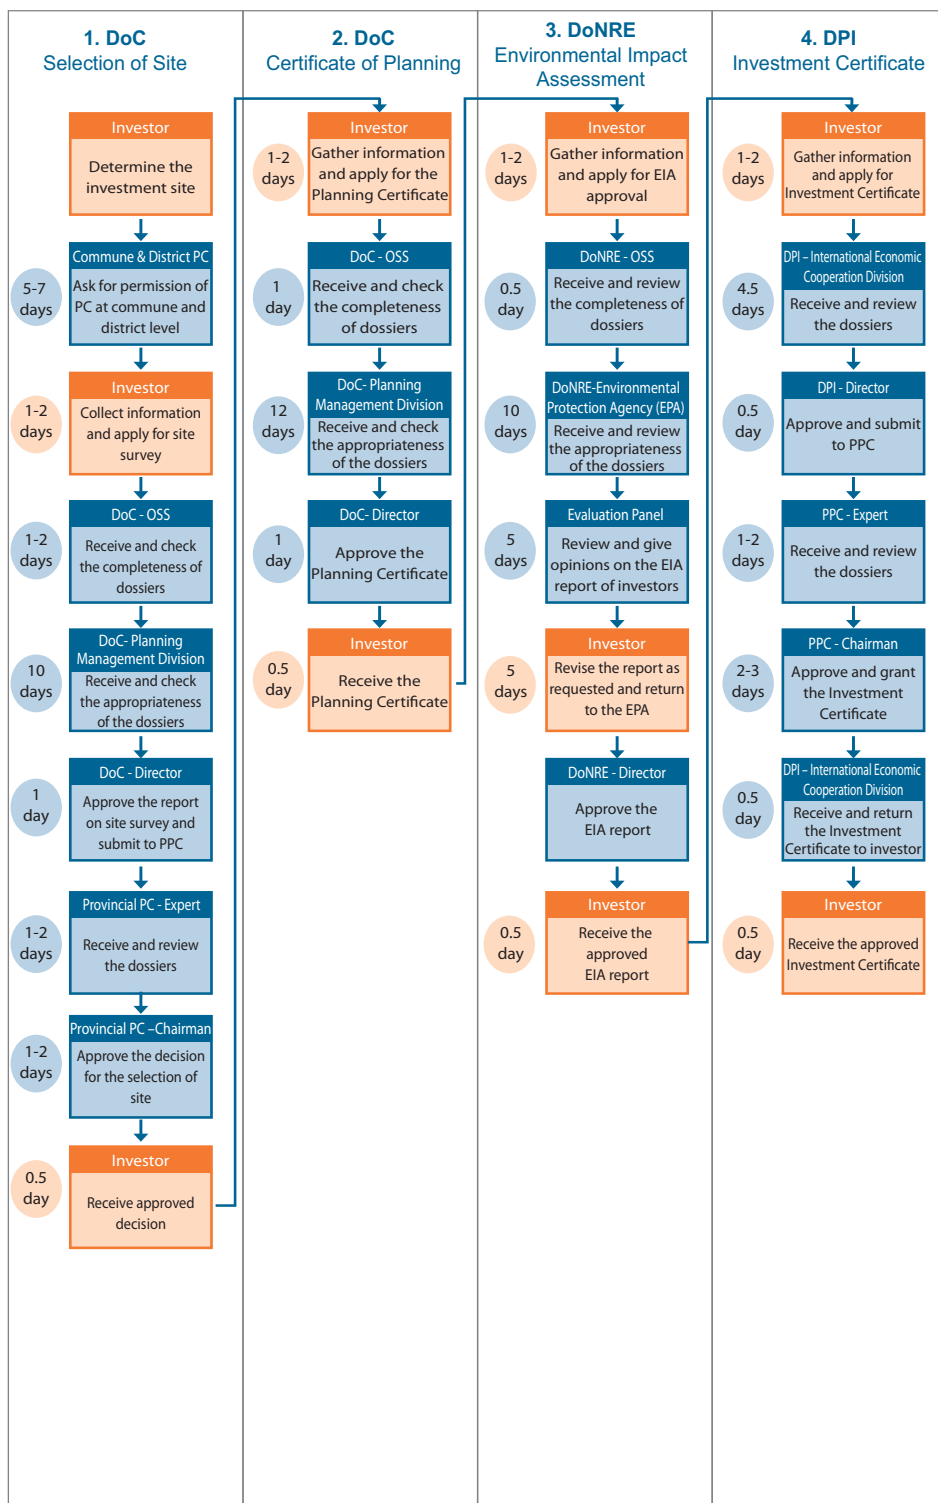 1. DoC
Selection of Site
Investor
Determine the
investment site
5-7
days
Commune & District PC
Ask for permission of
PC at commune and
district level
1-2
days
Investor
Collect information
and apply for site
survey
1-2
days
DoC - OSS
Receive and check
the completeness of
dossiers
10
days
DoC- Planning
Management Division
Receive and check
the appropriateness
of the dossiers
1
day
DoC - Director
Approve the report
on site survey and
submit to PPC
1-2
days
Provincial PC - Expert
Receive and review
the dossiers
1-2
days
Provincial PC –Chairman
Approve the decision
for the selection of
site
0.5
day
Investor
Receive approved
decision
2. DoC
Certificate of Planning
1-2
days
Investor
Gather information
and apply for the
Planning Certificate
1
day
DoC - OSS
Receive and check
the completeness
of dossiers
12
days
DoC- Planning
Management Division
Receive and check
the appropriateness
of the dossiers
1
day
DoC- Director
Approve the
Planning Certificate
0.5
day
Investor
Receive the
Planning Certificate
3. DoNRE
Environmental Impact
Assessment
1-2
days
Investor
Gather information
and apply for EIA
approval
0.5
day
DoNRE - OSS
Receive and review
the completeness of
dossiers
10
days
DoNRE-Environmental
Protection Agency (EPA)
Receive and review
the appropriateness
of the dossiers
5
days
Evaluation Panel
Review and give
opinions on the EIA
report of investors
5
days
Investor
Revise the report as
requested and return
to the EPA
DoNRE - Director
Approve the
EIA report
0.5
day
Investor
Receive the
approved
EIA report
4. DPI
Investment Certificate
1-2
days
Investor
Gather information
and apply for
Investment Certificate
4.5
days
DPI – International Economic
Cooperation Division
Receive and review
the dossiers
0.5
day
DPI - Director
Approve and submit
to PPC
1-2
days
PPC - Expert
Receive and review
the dossiers
2-3
days
PPC - Chairman
Approve and grant
the Investment
Certificate
0.5
day
DPI – International Economic
Cooperation Division
Receive and return
the Investment
Certificate to investor
0.5
day
Investor
Receive the approved
Investment Certificate